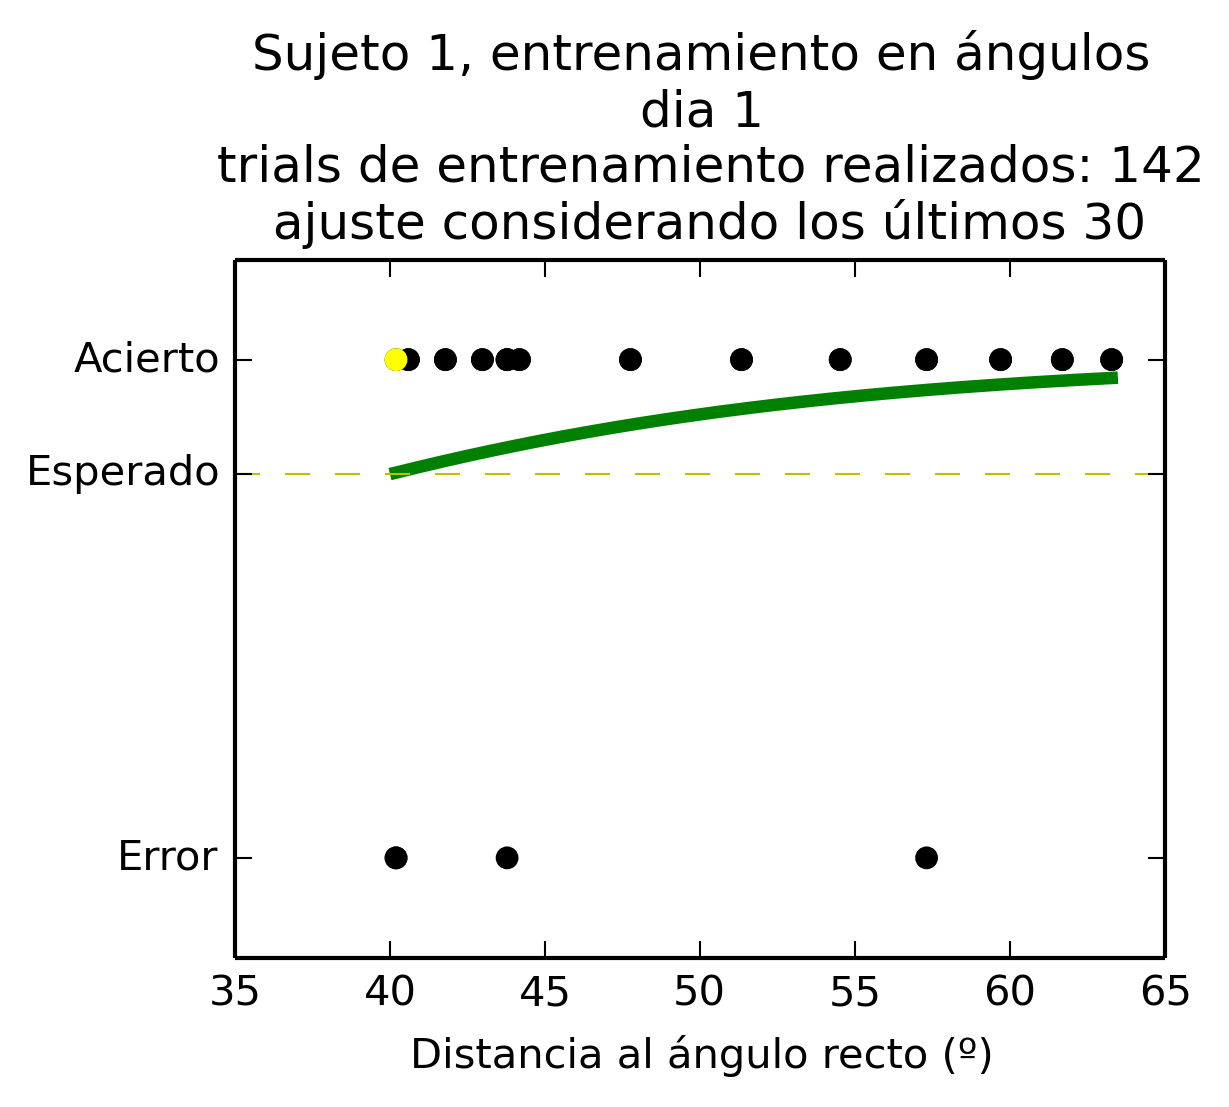 Sujeto 1, entrenamiento en ángulos
dia 1
trials de entrenamiento realizados: 142
ajuste considerando los últimos 30
Acierto
Esperado
Error
35 40 45 50 55 60 65
Distancia al ángulo recto (º)